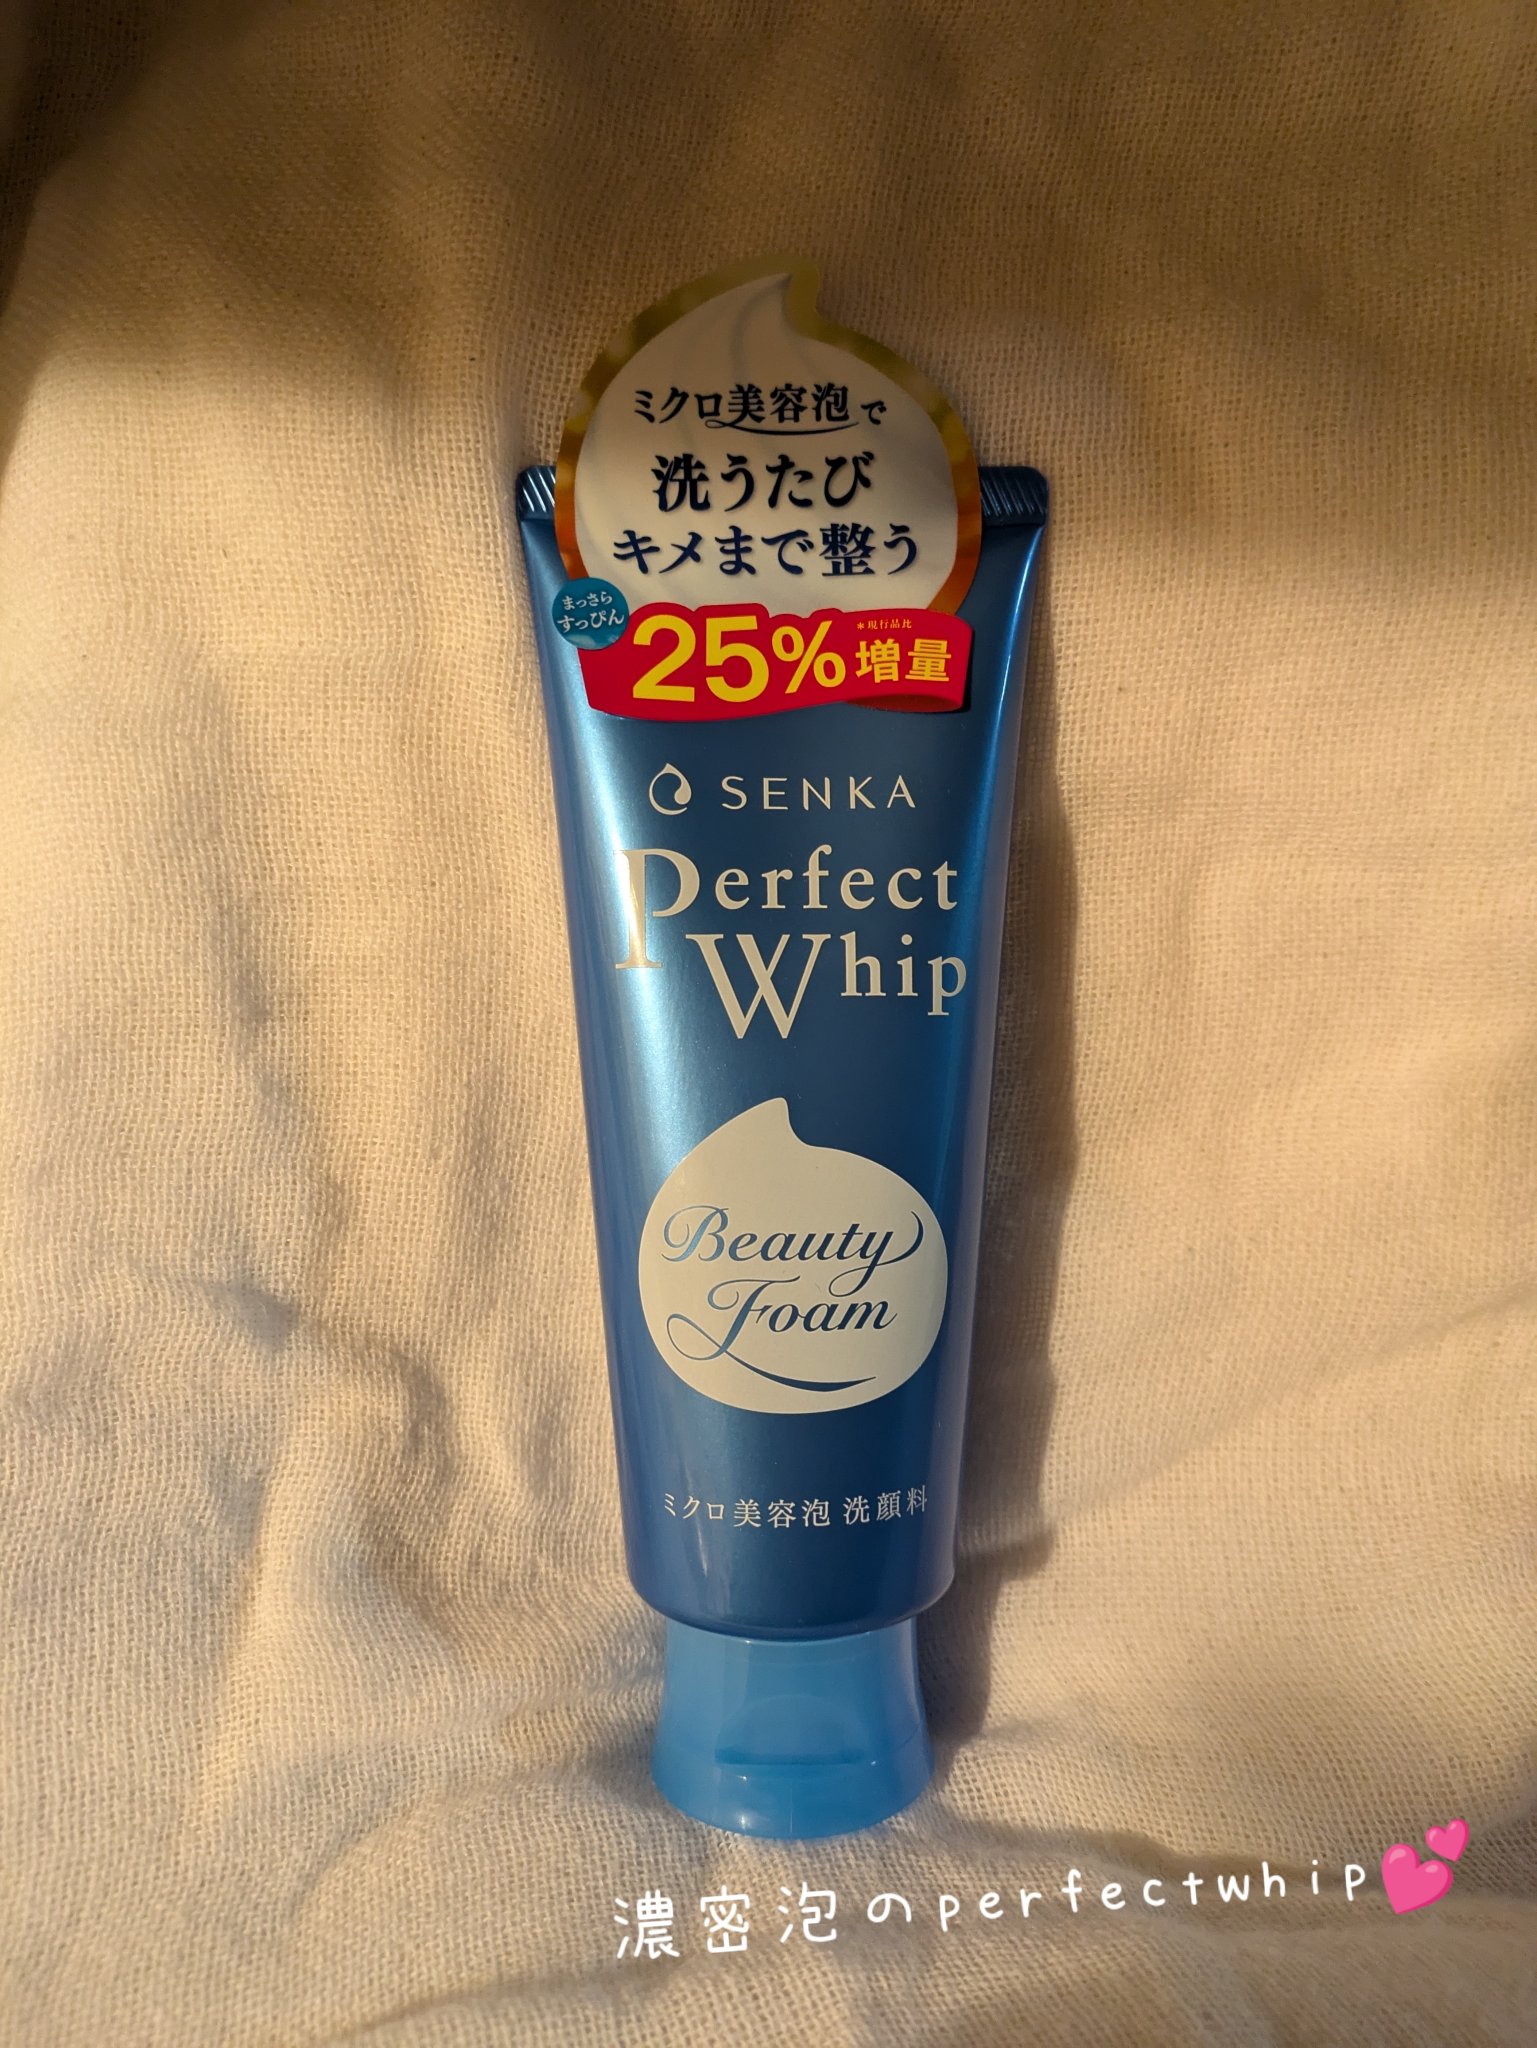 ミクロ美容泡で
洗うたび
キメまで整う
まっさら
すっぴん
25%増量
*現行品比
SENKA
Perfect
Whip
Beauty
Foam
ミクロ美容泡 洗顔料
濃密泡のperfectwhip💕